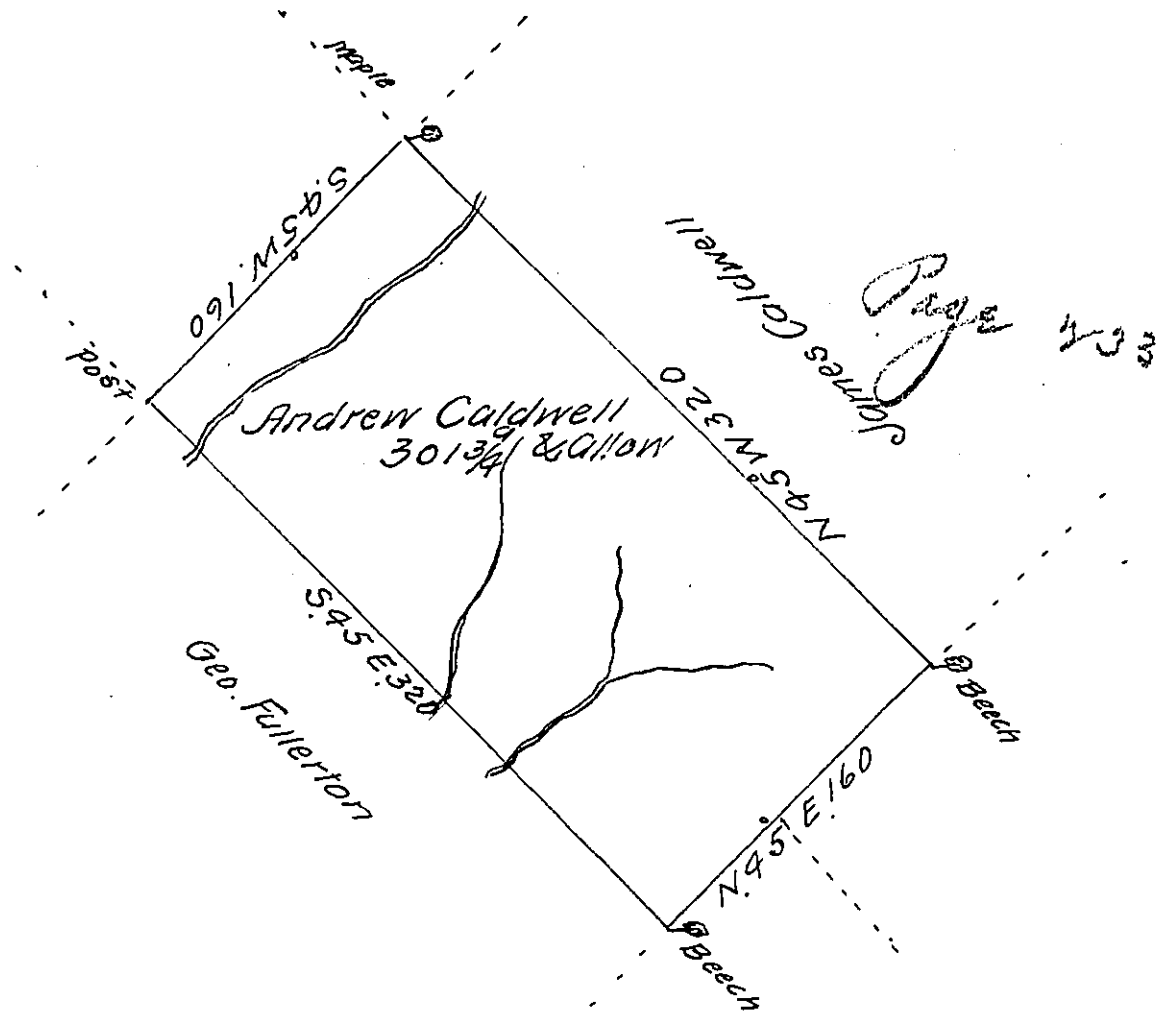 maple
S.45 W. 160
post
James Caldwell
Page
N 45 W 320
Andrew Caldwell
301 3/4 a & allow
S.45 E. 320
Geo. Fullerton
Beech
N. 45 E. 160
Beech